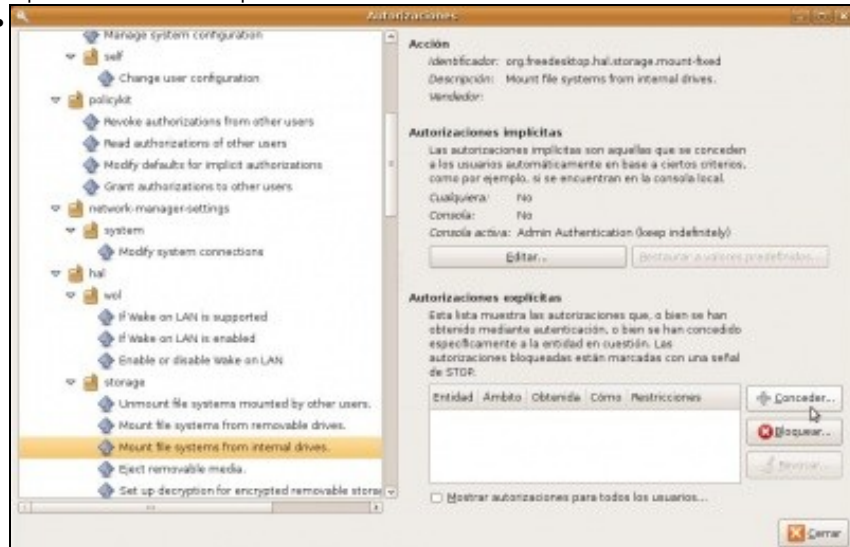 Autorizaciones
Manage system configuration
self
Change user configuration
policykit
Revoke authorizations from other users
Read authorizations of other users
Modify defaults for implicit authorizations
Grant authorizations to other users
network-manager-settings
system
Modify system connections
hal
wol
If Wake on LAN is supported
If Wake on LAN is enabled
Enable or disable Wake on LAN
storage
Unmount file systems mounted by other users.
Mount file systems from removable drives.
Mount file systems from internal drives.
Eject removable media.
Set up decryption for encrypted removable storag
Acción
Identificador: org.freedesktop.hal.storage.mount-fixed
Descripción: Mount file systems from internal drives.
Vendedor:
Autorizaciones implícitas
Las autorizaciones implícitas son aquellas que se conceden
a los usuarios automáticamente en base a ciertos criterios,
como por ejemplo, si se encuentran en la consola local.
Cualquiera: No
Consola: No
Consola activa: Admin Authentication (keep indefinitely)
Editar... Restaurar a valores predefinidos...
Autorizaciones explícitas
Esta lista muestra las autorizaciones que, o bien se han
obtenido mediante autenticación, o bien se han concedido
específicamente a la entidad en cuestión. Las
autorizaciones bloqueadas están marcadas con una señal
de STOP.
Entidad Ámbito Obtenida Cómo Restricciones
Conceder...
Bloquear...
Revocar...
Mostrar autorizaciones para todos los usuarios...
Cerrar